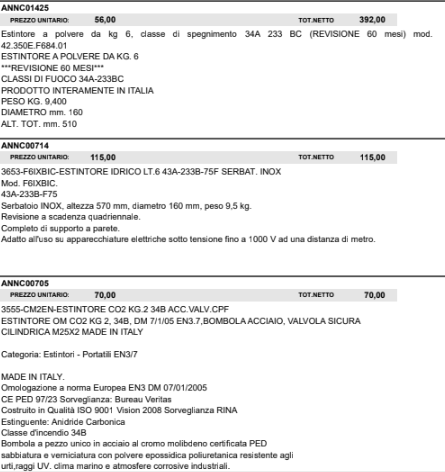 ANNC01425
PREZZO UNITARIO: 56,00 TOT.NETTO 392,00
Estintore a polvere da kg 6, classe di spegnimento 34A 233 BC (REVISIONE 60 mesi) mod.
42.350E.F684.01
ESTINTORE A POLVERE DA KG. 6
***REVISIONE 60 MESI***
CLASSI DI FUOCO 34A-233BC
PRODOTTO INTERAMENTE IN ITALIA
PESO KG. 9,400
DIAMETRO mm. 160
ALT. TOT. mm. 510
ANNC00714
PREZZO UNITARIO: 115,00 TOT.NETTO 115,00
3653-F6IXBIC-ESTINTORE IDRICO LT.6 43A-233B-75F SERBAT. INOX
Mod. F6IXBIC.
43A-233B-F75
Serbatoio INOX, altezza 570 mm, diametro 160 mm, peso 9,5 kg.
Revisione a scadenza quadriennale.
Completo di supporto a parete.
Adatto all'uso su apparecchiature elettriche sotto tensione fino a 1000 V ad una distanza di metro.
ANNC00705
PREZZO UNITARIO: 70,00 TOT.NETTO 70,00
3555-CM2EN-ESTINTORE CO2 KG.2 34B ACC.VALV.CPF
ESTINTORE OM CO2 KG 2, 34B, DM 7/1/05 EN3.7,BOMBOLA ACCIAIO, VALVOLA SICURA
CILINDRICA M25X2 MADE IN ITALY
Categoria: Estintori - Portatili EN3/7
MADE IN ITALY.
Omologazione a norma Europea EN3 DM 07/01/2005
CE PED 97/23 Sorveglianza: Bureau Veritas
Costruito in Qualità ISO 9001 Vision 2008 Sorveglianza RINA
Estinguente: Anidride Carbonica
Classe d'incendio 34B
Bombola a pezzo unico in acciaio al cromo molibdeno certificata PED
sabbiatura e verniciatura con polvere epossidica poliuretanica resistente agli
urti,raggi UV. clima marino e atmosfere corrosive industriali.